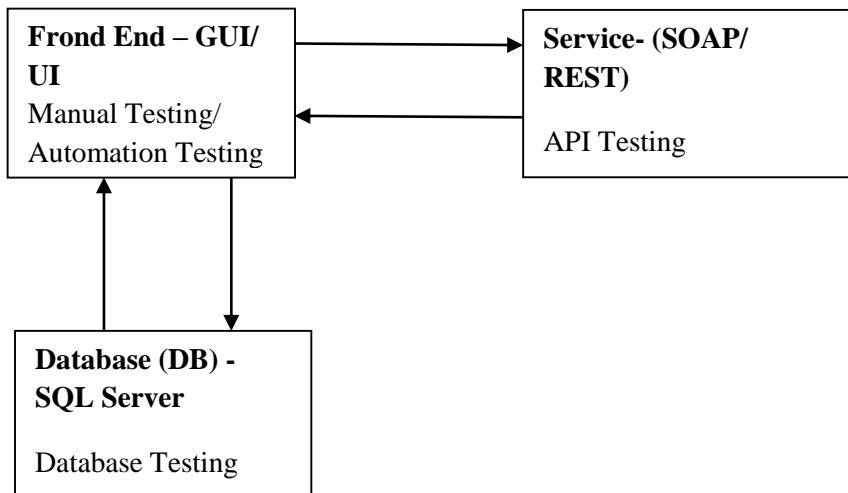 Frond End – GUI/
UI
Manual Testing/
Automation Testing
Service- (SOAP/
REST)
API Testing
Database (DB) -
SQL Server
Database Testing